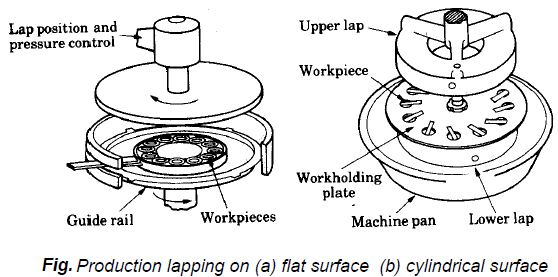 Lap position and
pressure control
Guide rail
Workpieces
Upper lap
Workpiece
Workholding
plate
Machine pan
Lower lap
Fig. Production lapping on (a) flat surface (b) cylindrical surface